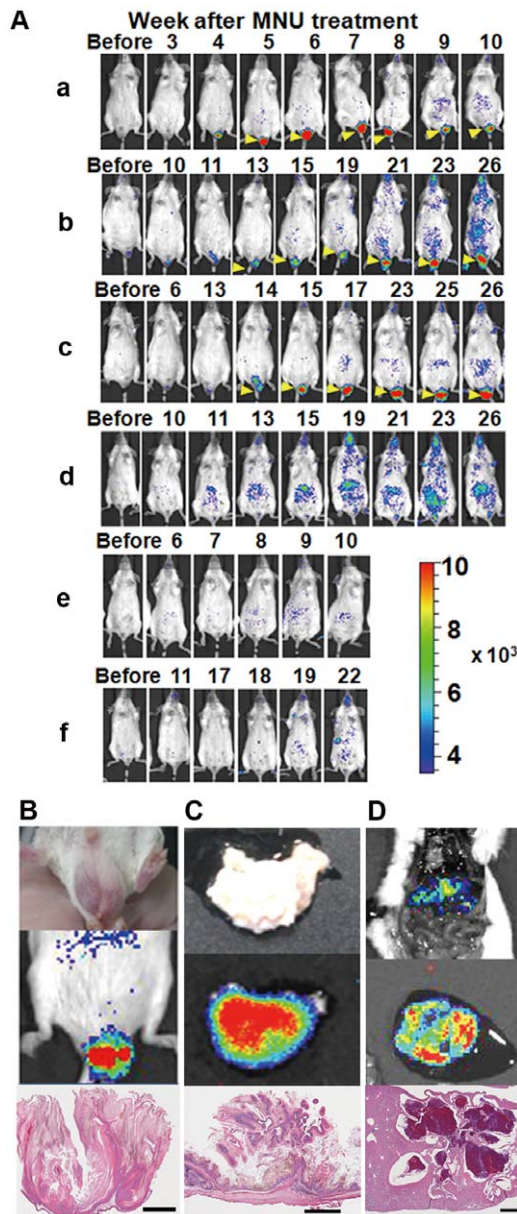 A
Week after MNU treatment
Before 3 4 5 6 7 8 9 10
a
Before 10 11 13 15 19 21 23 26
b
Before 6 13 14 15 17 23 25 26
c
Before 10 11 13 15 19 21 23 26
d
Before 6 7 8 9 10
e
Before 11 17 18 19 22
f
10
8
x 10³
6
4
B C D